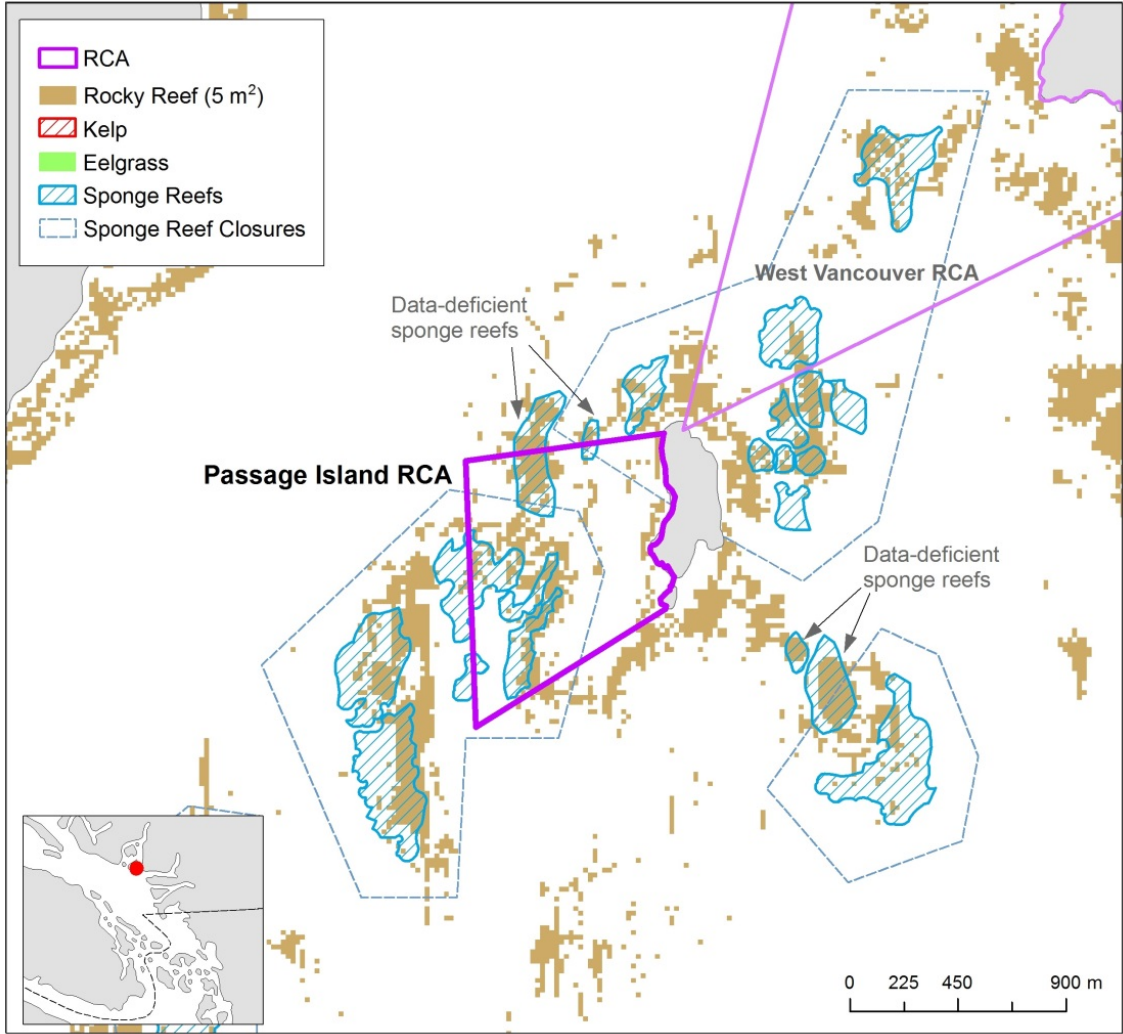 RCA
Rocky Reef (5 m²)
Kelp
Eelgrass
Sponge Reefs
Sponge Reef Closures
West Vancouver RCA
Data-deficient
sponge reefs
Passage Island RCA
Data-deficient
sponge reefs
0 225 450 900 m